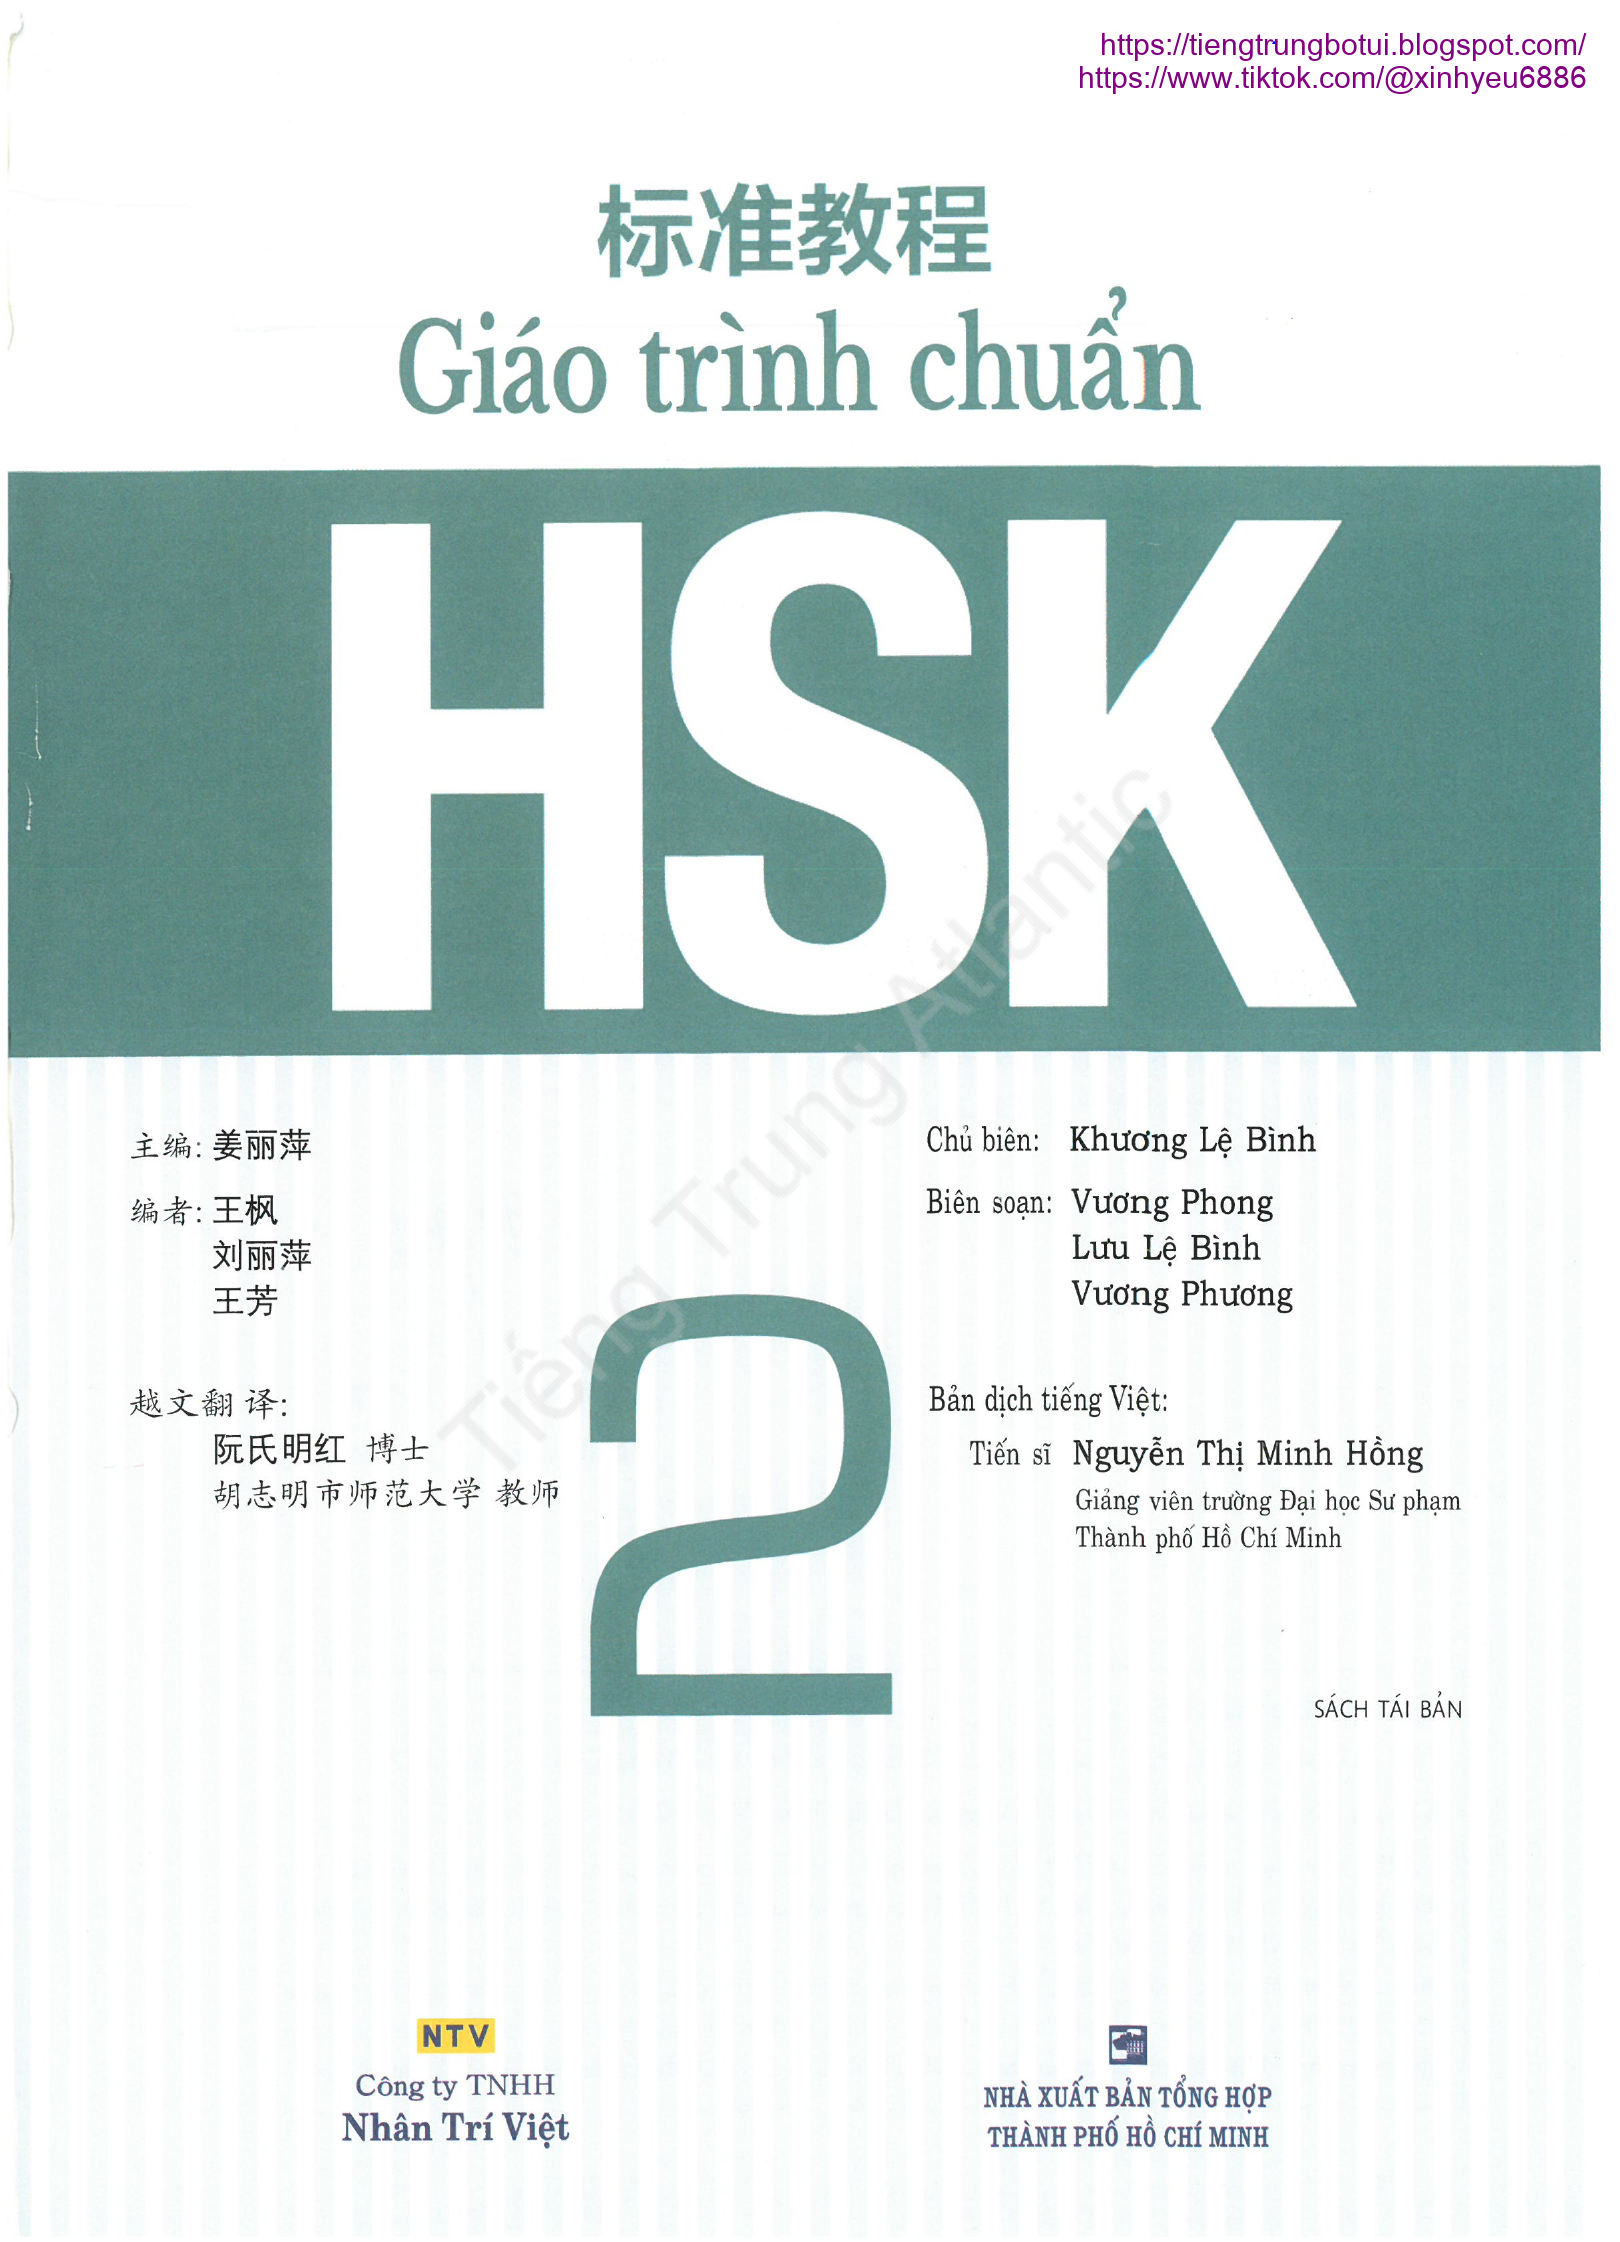 https://tiengtrungbotui.blogspot.com/
https://www.tiktok.com/@xinhyeu6886
标准教程
Giáo trình chuẩn
HSK
主编: 姜丽萍
编者: 王枫
刘丽萍
王芳
越文翻译:
阮氏明红 博士
胡志明市师范大学 教师
2
Chủ biên: Khương Lệ Bình
Biên soạn: Vương Phong
Lưu Lệ Bình
Vương Phương
Bản dịch tiếng Việt:
Tiến sĩ Nguyễn Thị Minh Hồng
Giảng viên trường Đại học Sư phạm
Thành phố Hồ Chí Minh
SÁCH TÁI BẢN
Tiếng Trung Atlantic
NTV
Công ty TNHH
Nhân Trí Việt
NHÀ XUẤT BẢN TỔNG HỢP
THÀNH PHỐ HỒ CHÍ MINH